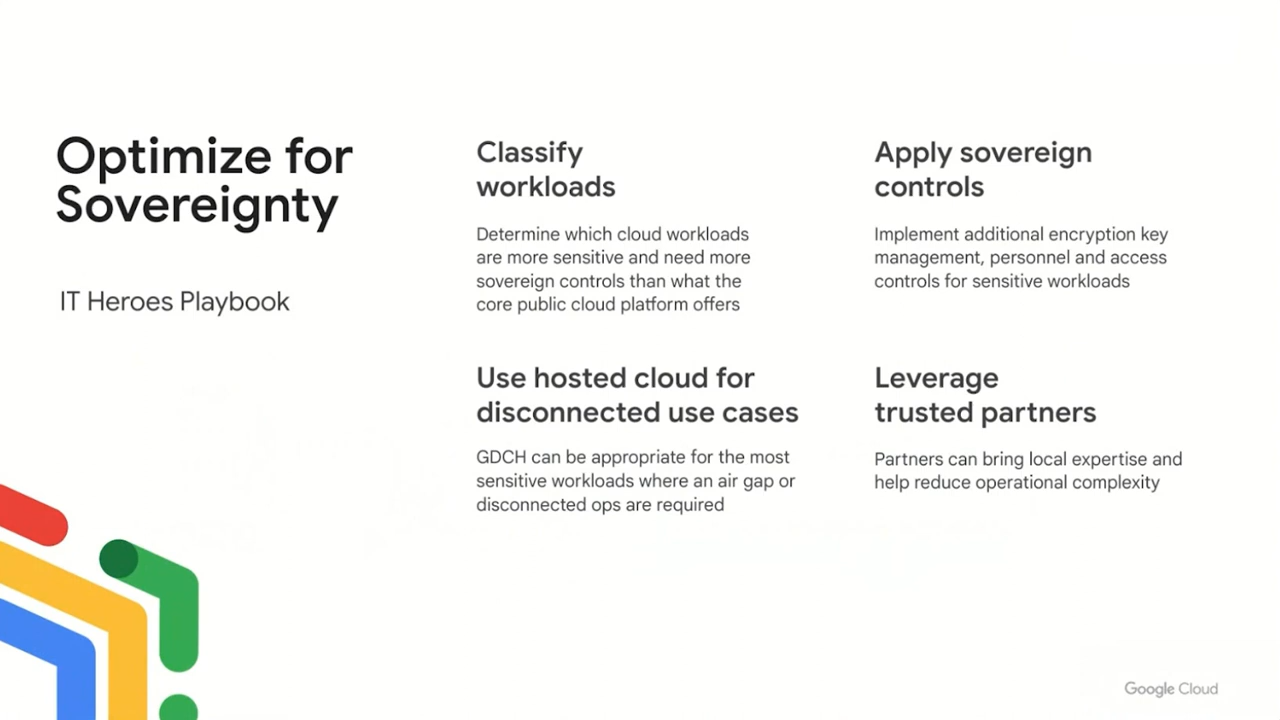 Optimize for
Sovereignty
IT Heroes Playbook
Classify
workloads
Determine which cloud workloads
are more sensitive and need more
sovereign controls than what the
core public cloud platform offers
Apply sovereign
controls
Implement additional encryption key
management, personnel and access
controls for sensitive workloads
Use hosted cloud for
disconnected use cases
GDCH can be appropriate for the most
sensitive workloads where an air gap or
disconnected ops are required
Leverage
trusted partners
Partners can bring local expertise and
help reduce operational complexity
Google Cloud